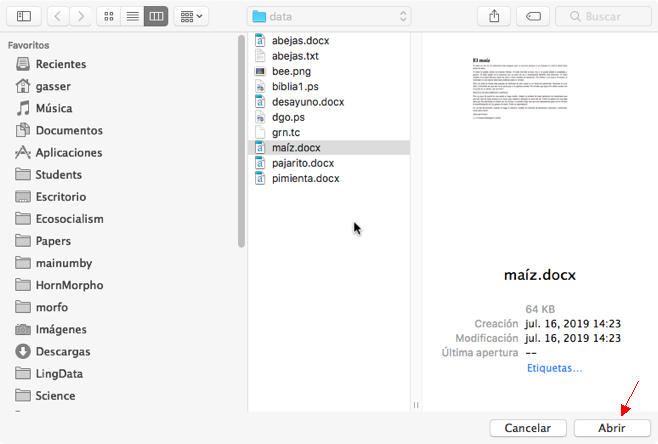 data
Buscar
Favoritos
Recientes
gasser
Música
Documentos
Aplicaciones
Students
Escritorio
Ecosocialism
Papers
mainumby
HornMorpho
morfo
Imágenes
Descargas
LingData
Science
abejas.docx
abejas.txt
bee.png
biblia1.ps
desayuno.docx
dgo.ps
grn.tc
maíz.docx
pajarito.docx
pimienta.docx
El maíz
maíz.docx
64 KB
Creación jul. 16, 2019 14:23
Modificación jul. 16, 2019 14:23
Última apertura --
Etiquetas...
Cancelar Abrir